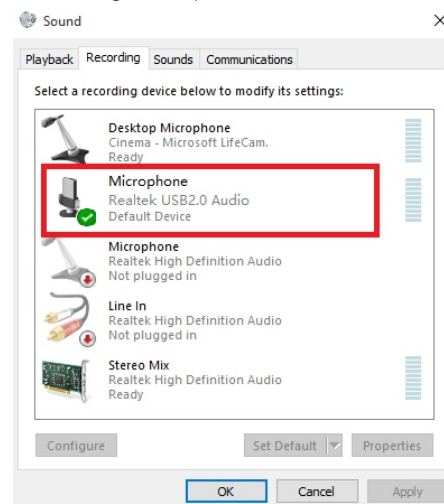 Sound
Playback Recording Sounds Communications
Select a recording device below to modify its settings:
Desktop Microphone
Cinema - Microsoft LifeCam.
Ready
Microphone
Realtek USB2.0 Audio
Default Device
Microphone
Realtek High Definition Audio
Not plugged in
Line In
Realtek High Definition Audio
Not plugged in
Stereo Mix
Realtek High Definition Audio
Ready
Configure Set Default Properties
OK Cancel Apply